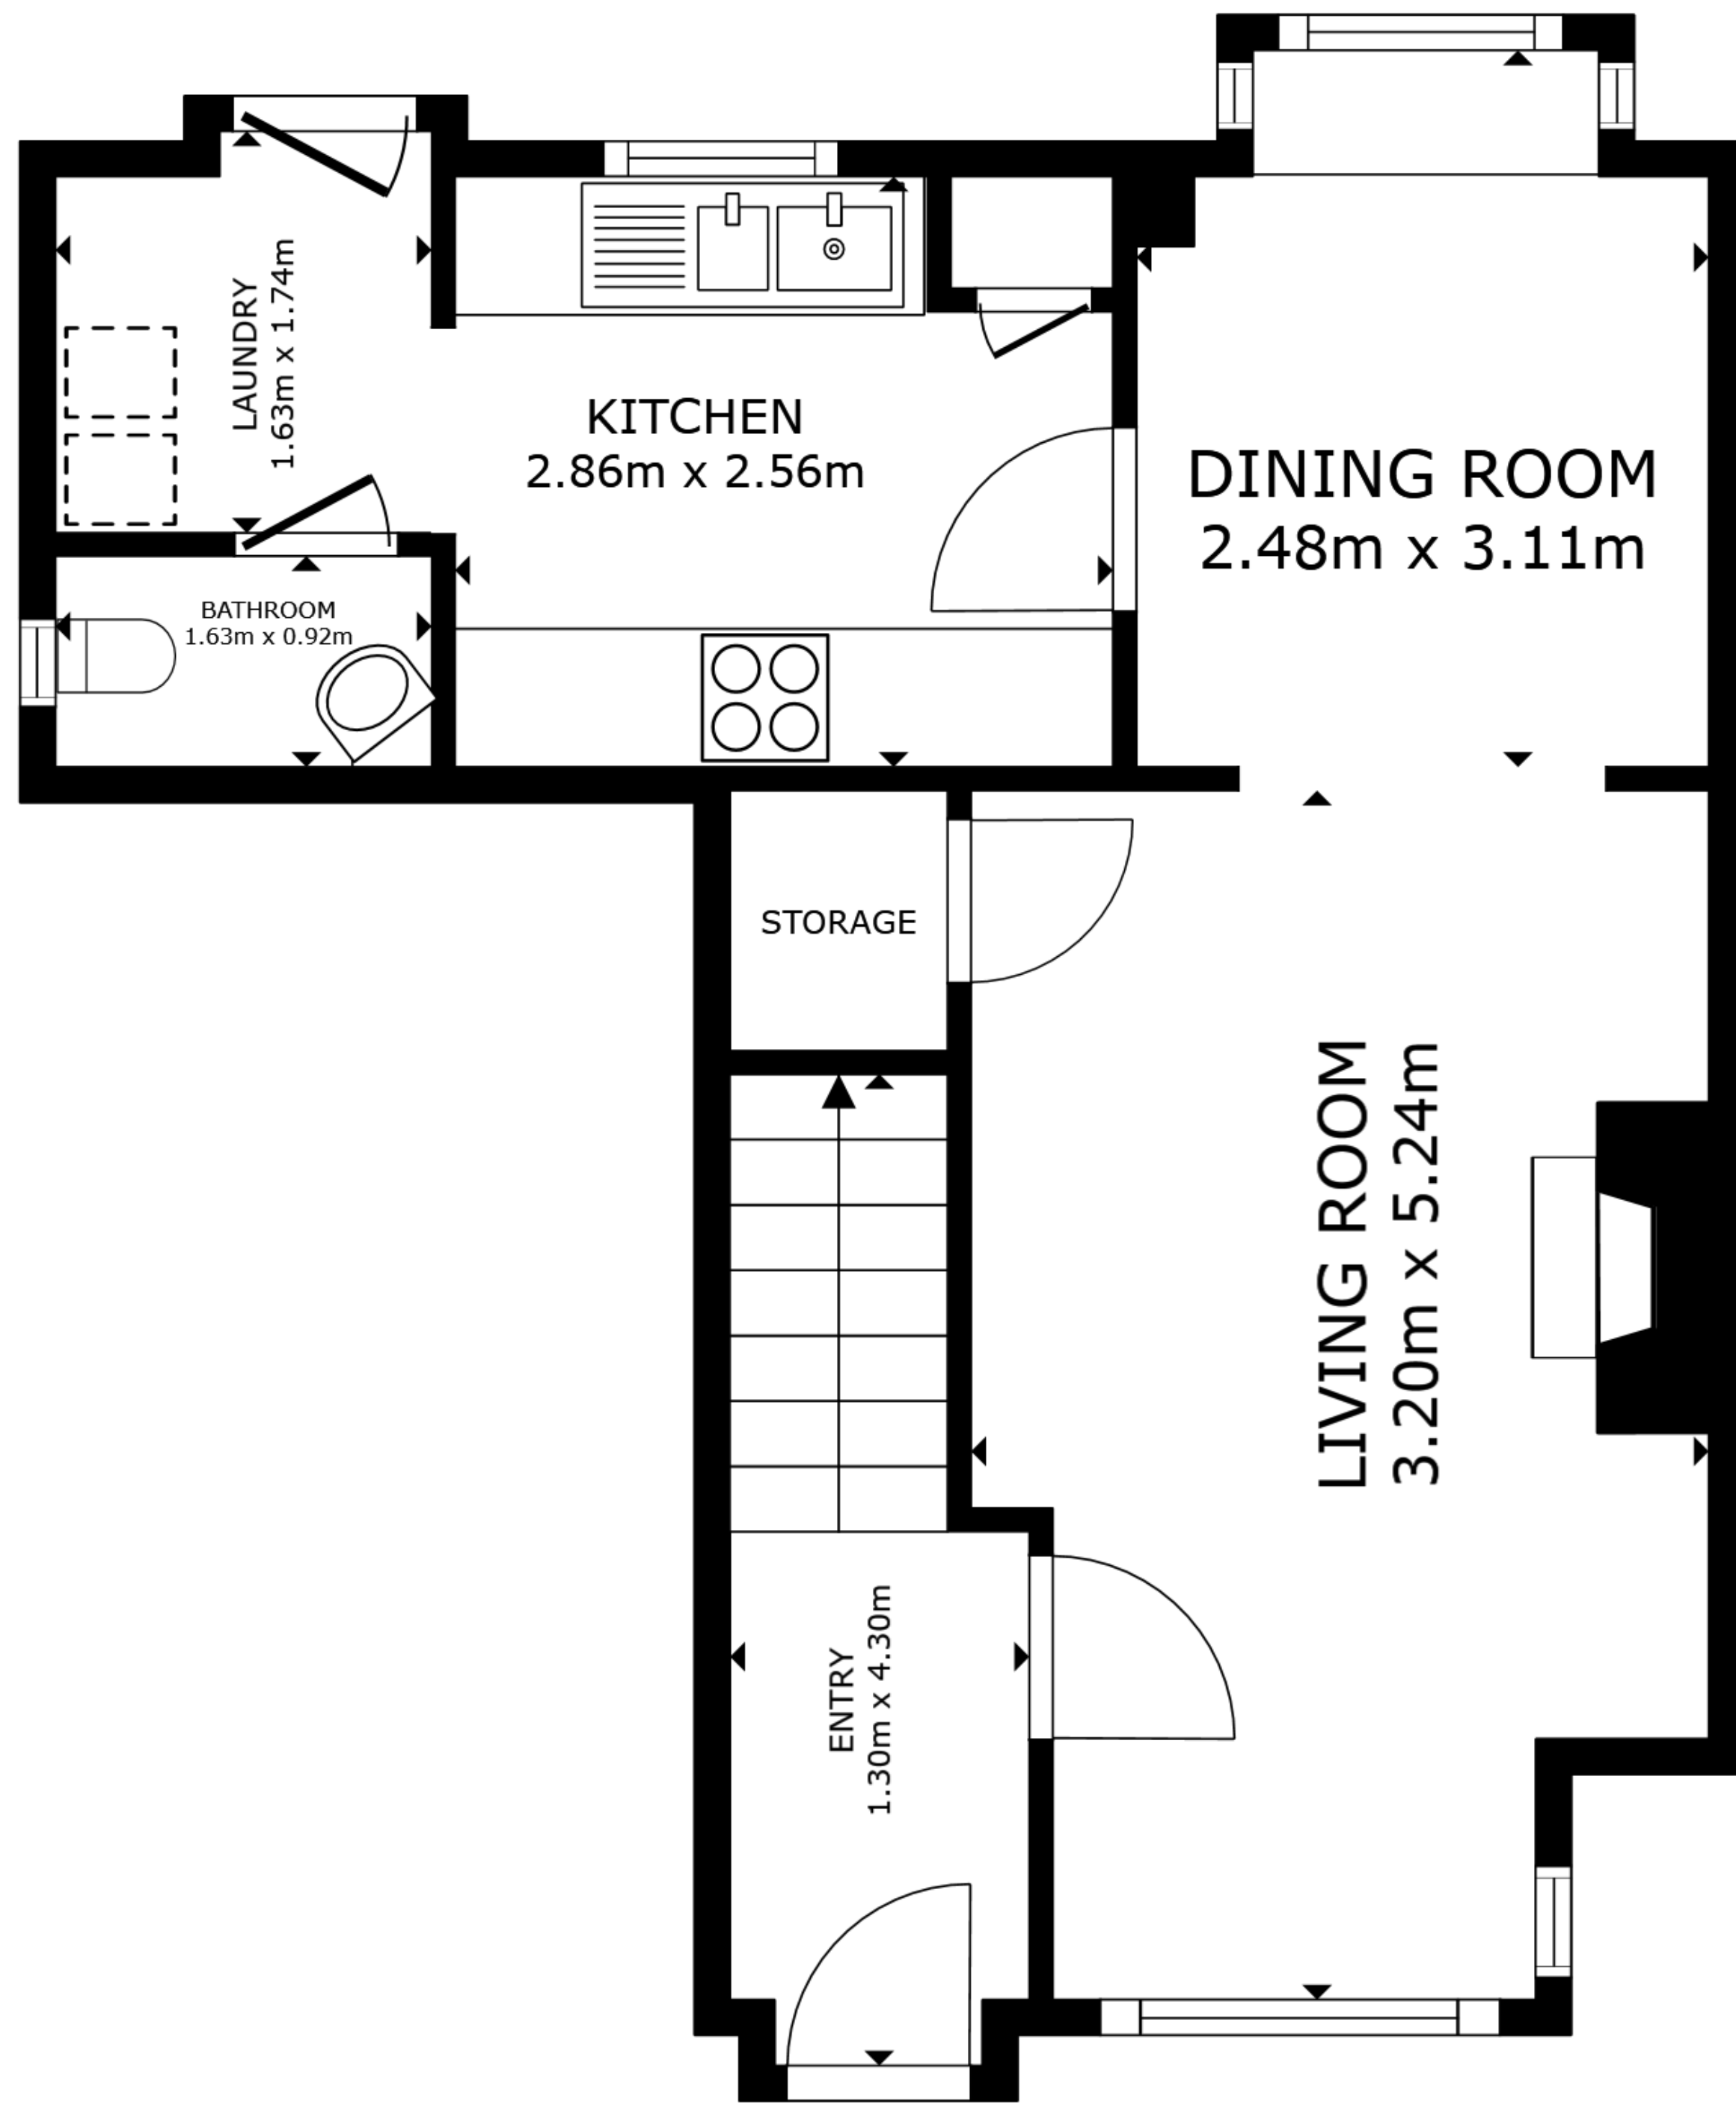 LAUNDRY
1.63m x 1.74m
KITCHEN
2.86m x 2.56m
DINING ROOM
2.48m x 3.11m
BATHROOM
1.63m x 0.92m
STORAGE
LIVING ROOM
3.20m x 5.24m
ENTRY
1.30m x 4.30m